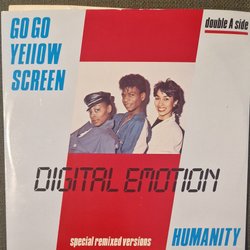 GO GO
YELLOW
SCREEN
double A side
DIGITAL EMOTION
special remixed versions
HUMANITY